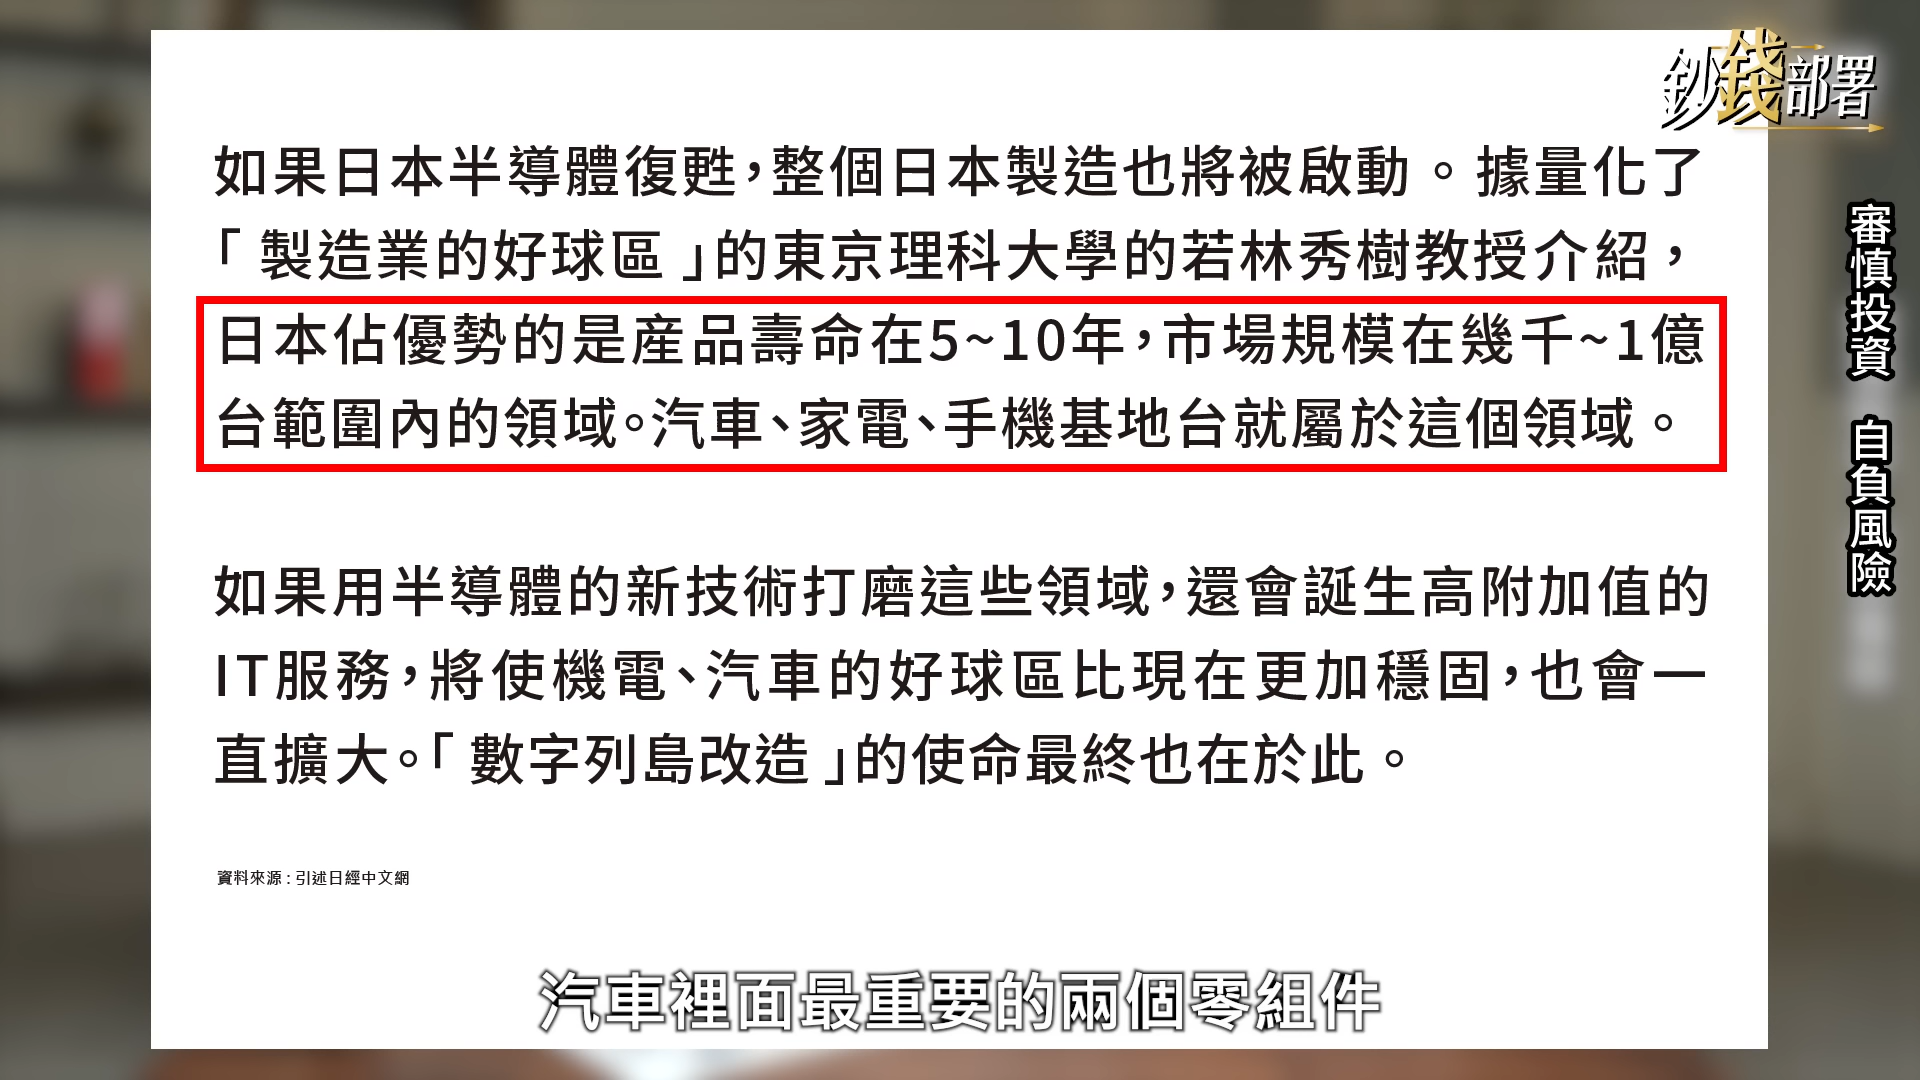 鈔錢部署
如果日本半導體復甦，整個日本製造也將被啟動。據量化了
「製造業的好球區」的東京理科大學的若林秀樹教授介紹，
日本佔優勢的是産品壽命在5~10年，市場規模在幾千~1億
台範圍內的領域。汽車、家電、手機基地台就屬於這個領域。
如果用半導體的新技術打磨這些領域，還會誕生高附加值的
IT服務，將使機電、汽車的好球區比現在更加穩固，也會一
直擴大。「數字列島改造」的使命最終也在於此。
資料來源：引述日經中文網
汽車裡面最重要的兩個零組件
審慎投資 自負風險